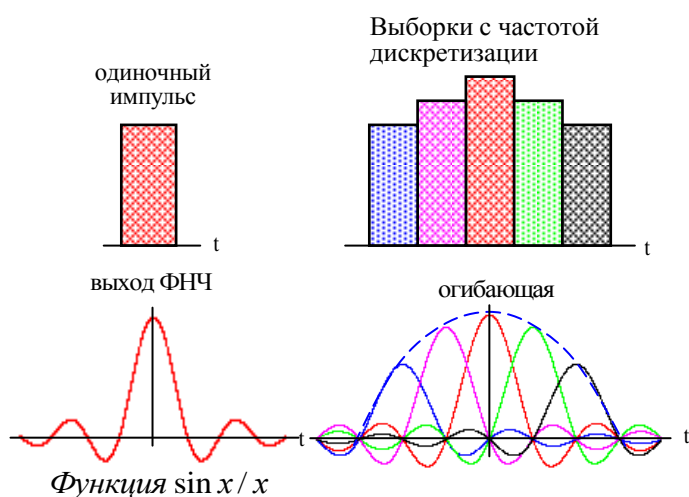 одиночный
импульс
Выборки с частотой
дискретизации
t
t
выход ФНЧ
огибающая
t
t
Функция sin x / x